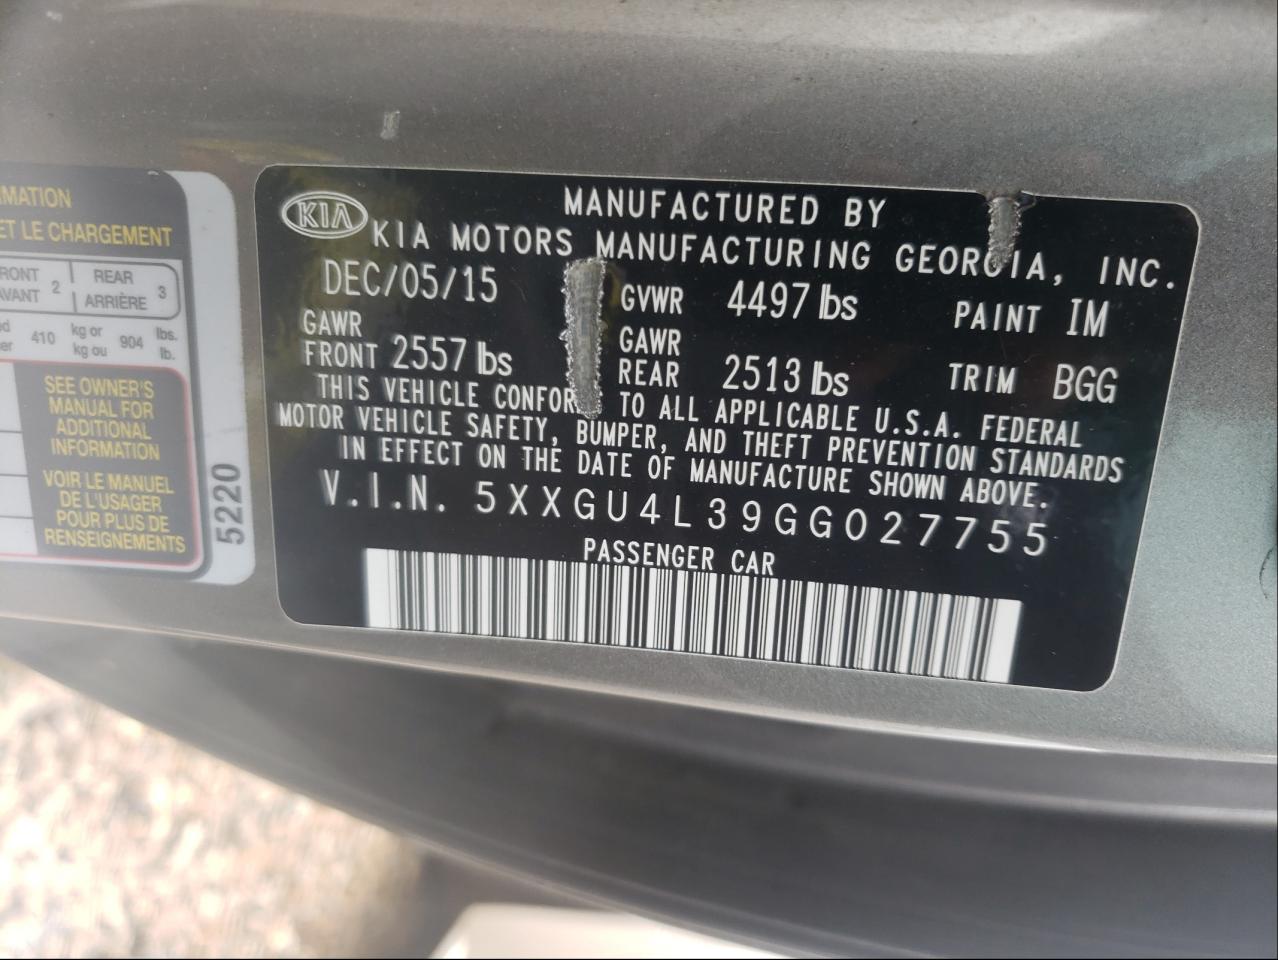 MATION
ET LE CHARGEMENT
FRONT
AVANT 2
REAR
ARRIÈRE 3
410 kg or
kg ou 904 lbs.
lb.
SEE OWNER'S
MANUAL FOR
ADDITIONAL
INFORMATION
VOIR LE MANUEL
DE L'USAGER
POUR PLUS DE
RENSEIGNEMENTS
5220
KIA
MANUFACTURED BY
KIA MOTORS MANUFACTURING GEORGIA, INC.
DEC/05/15 GVWR 4497 lbs PAINT IM
GAWR
FRONT 2557 lbs
GAWR
REAR 2513 lbs TRIM BGG
THIS VEHICLE CONFOR TO ALL APPLICABLE U.S.A. FEDERAL
MOTOR VEHICLE SAFETY, BUMPER, AND THEFT PREVENTION STANDARDS
IN EFFECT ON THE DATE OF MANUFACTURE SHOWN ABOVE.
V.I.N. 5XXGU4L39GG027755
PASSENGER CAR